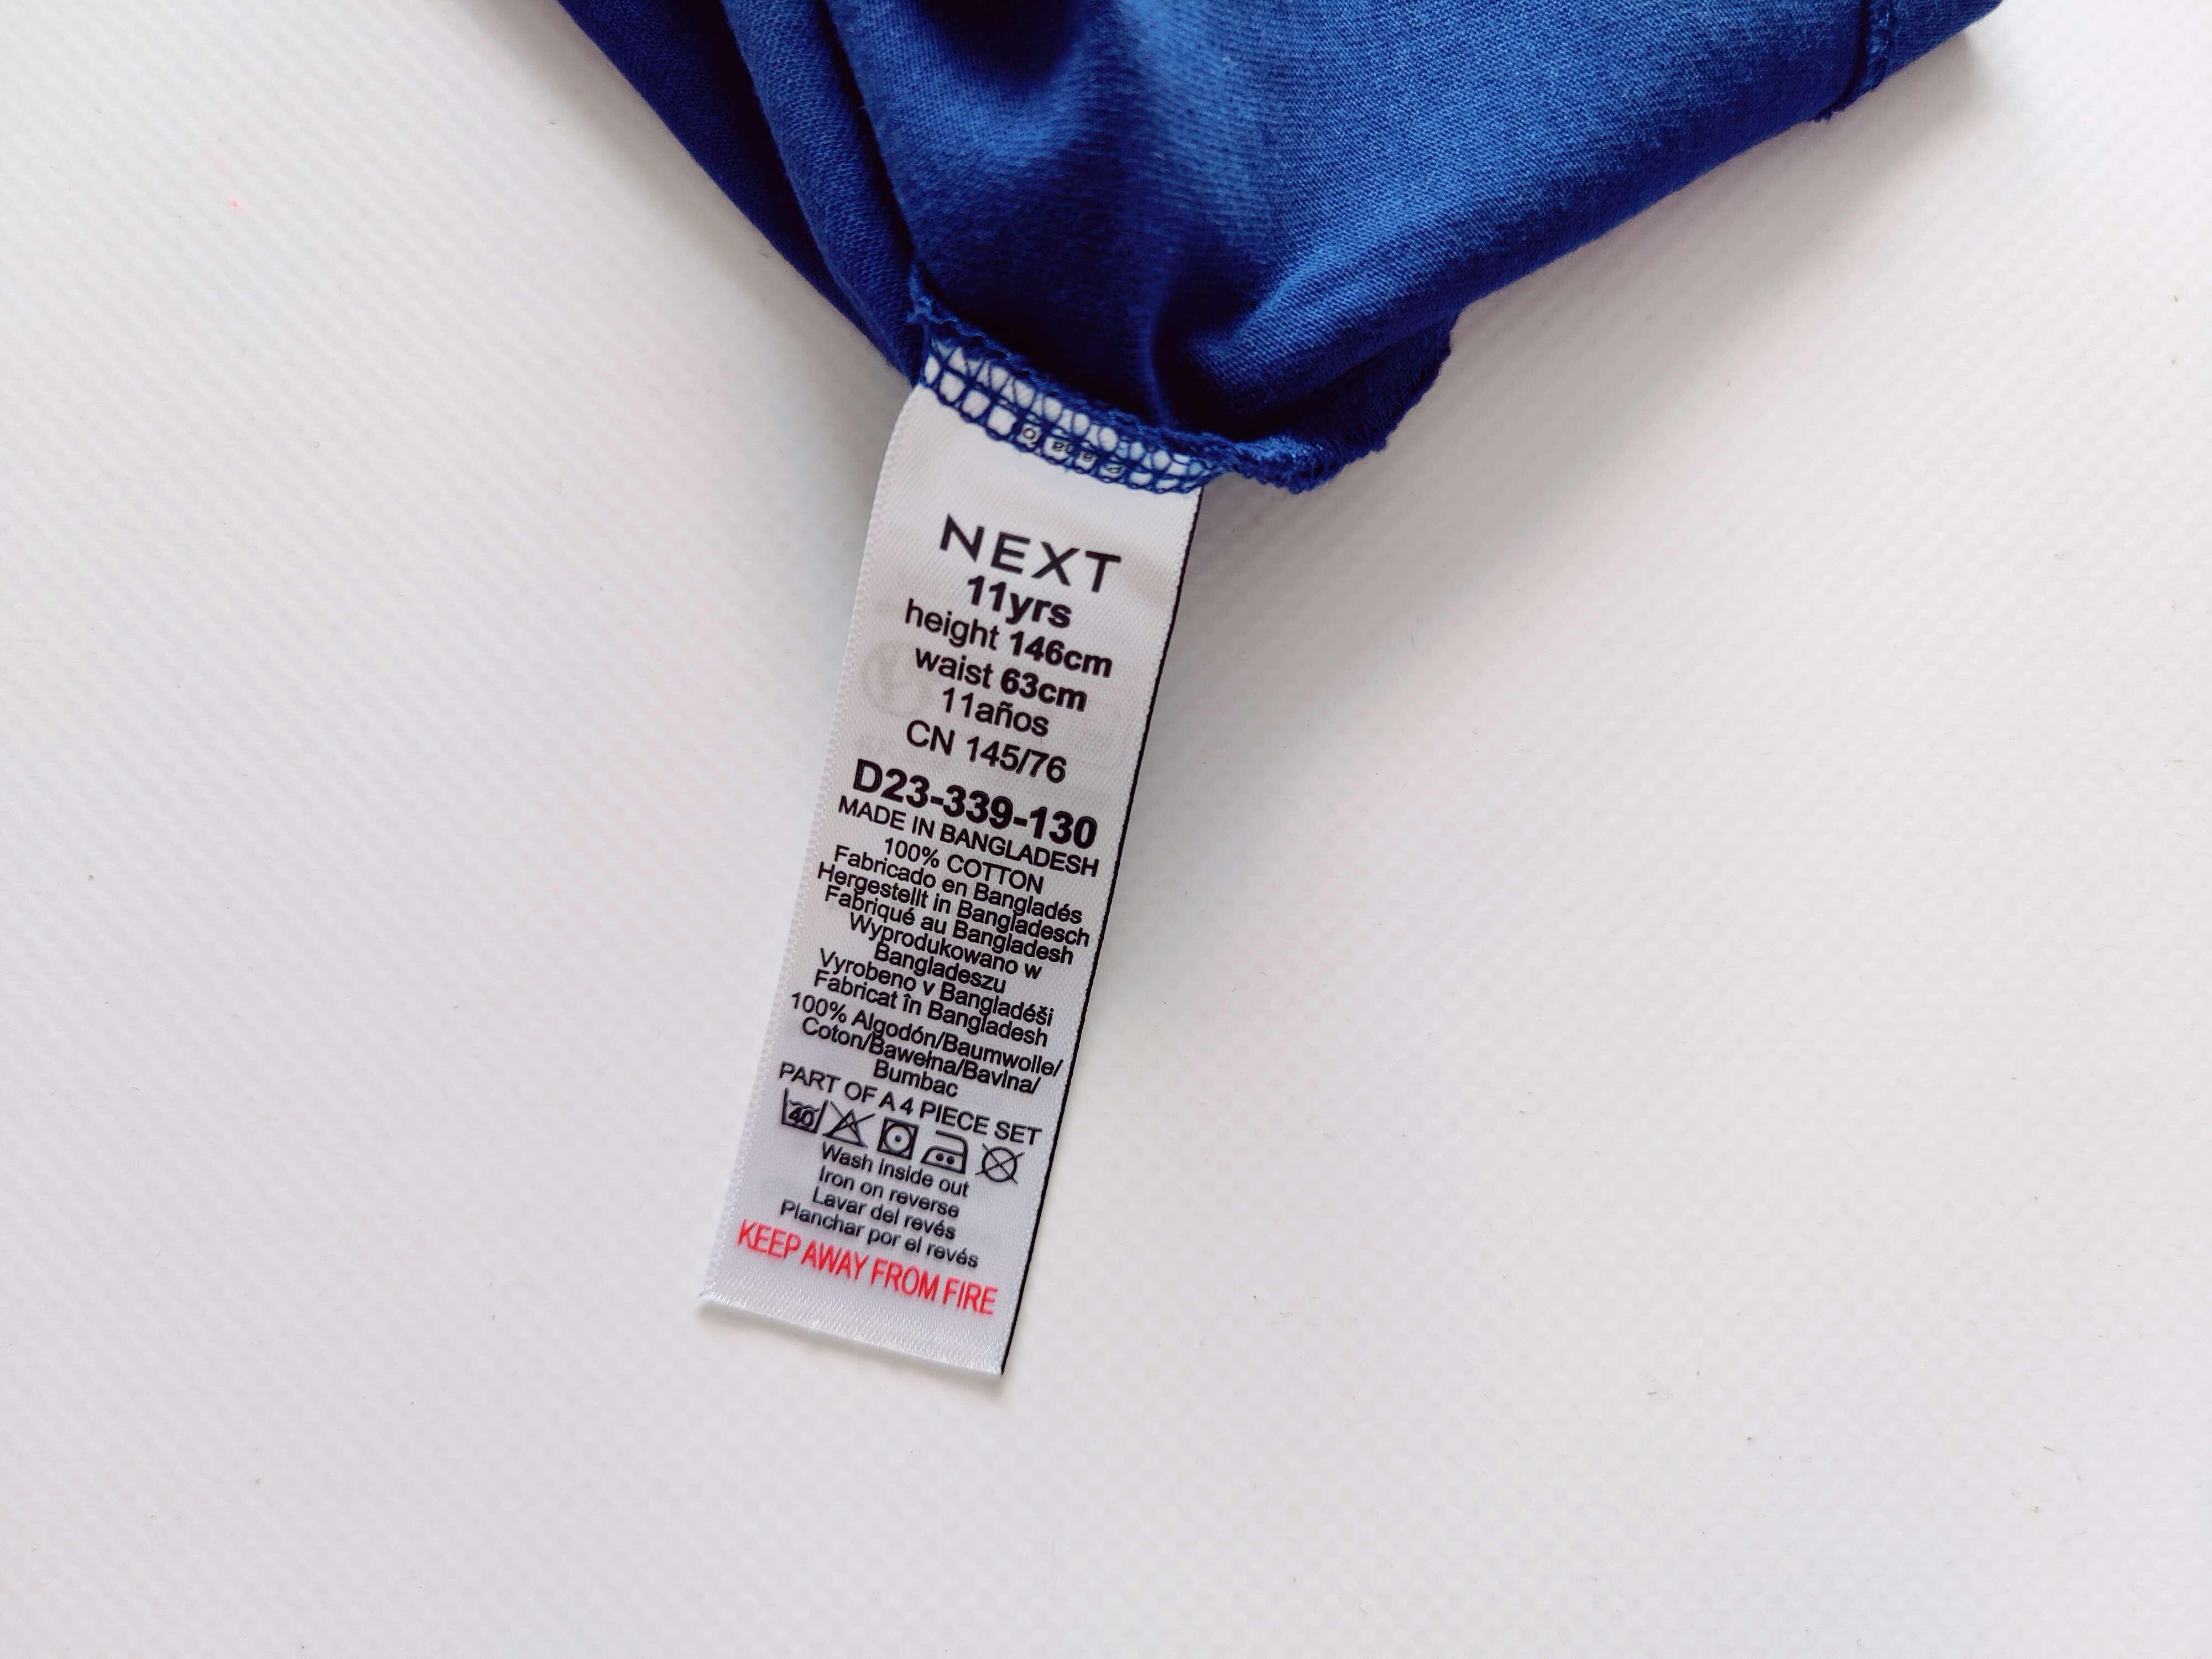 NEXT
11yrs
height 146cm
waist 63cm
11años
CN 145/76
D23-339-130
MADE IN BANGLADESH
100% COTTON
Fabricado en Bangladés
Hergestellt in Bangladesch
Fabriqué au Bangladesh
Wyprodukowano w
Bangladeszu
Vyrobeno v Bangladéši
Fabricat în Bangladesh
100% Algodón/Baumwolle/
Coton/Bawełna/Bavlna/
Bumbac
PART OF A 4 PIECE SET
40
Wash inside out
Iron on reverse
Lavar del revés
Planchar por el revés
KEEP AWAY FROM FIRE